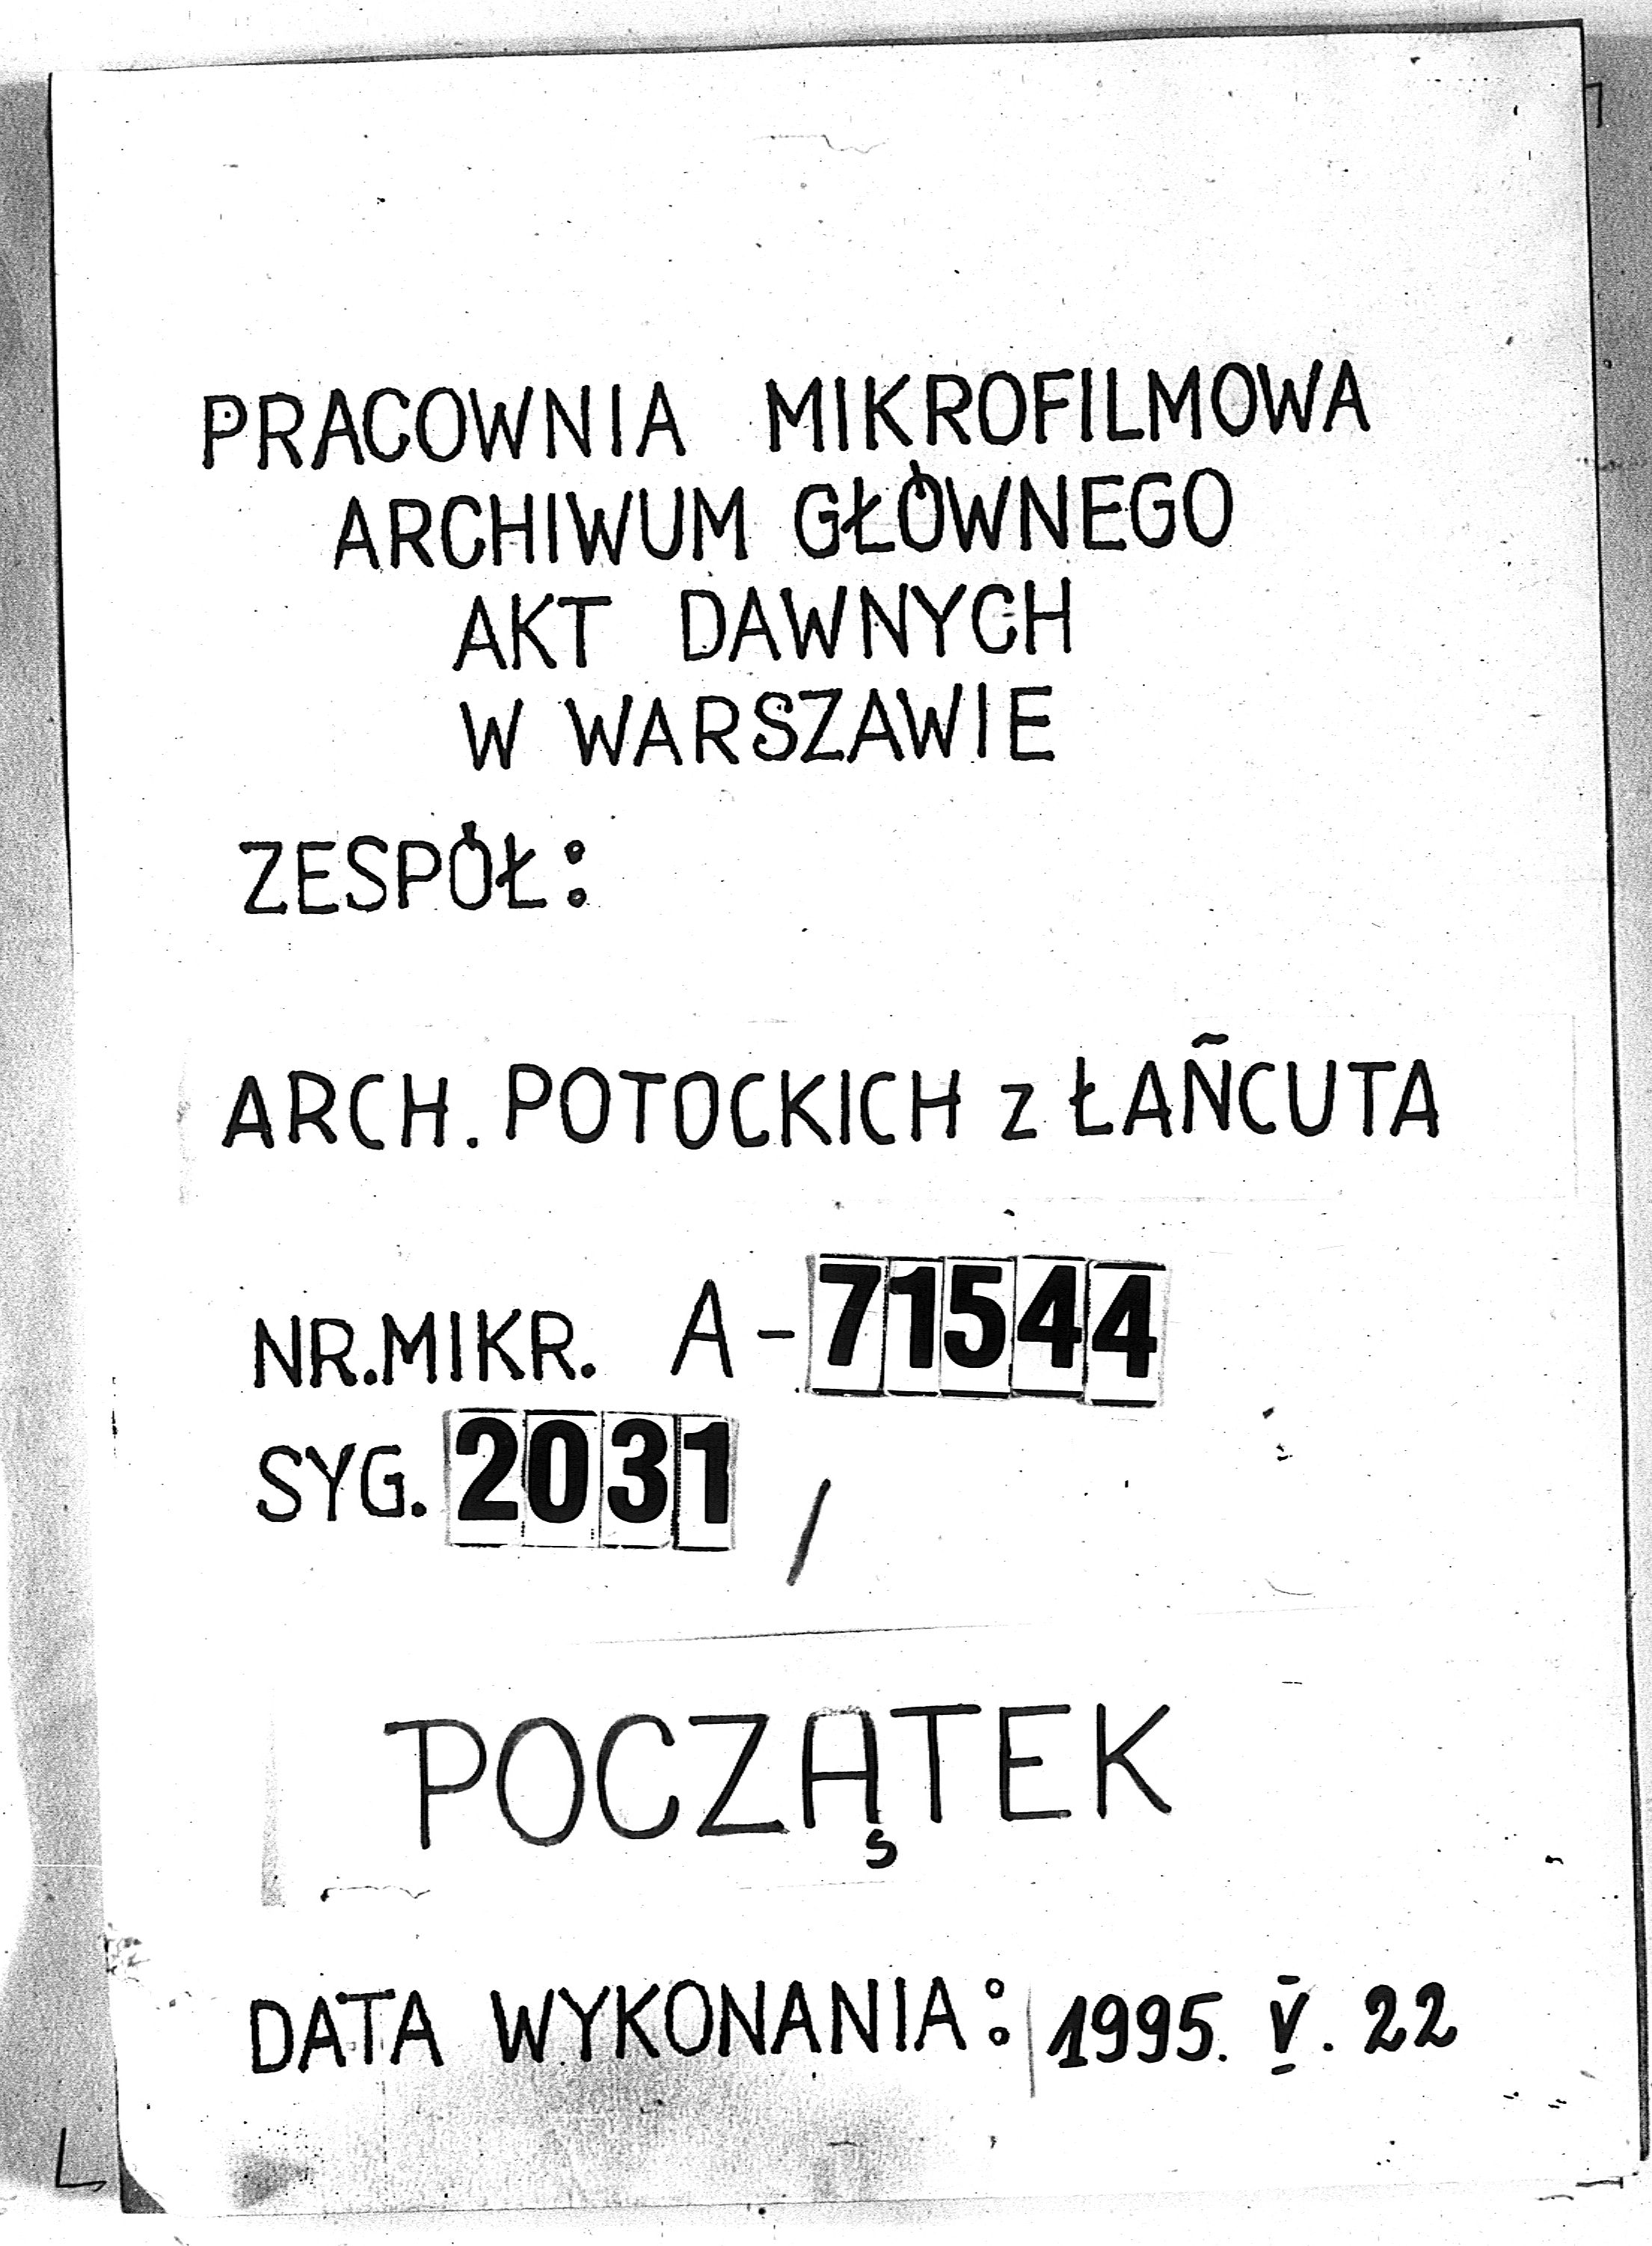 PRACOWNIA MIKROFILMOWA
ARCHIWUM GŁÓWNEGO
AKT DAWNYCH
W WARSZAWIE
ZESPÓŁ:
ARCH. POTOCKICH z ŁAÑCUTA
NR.MIKR. A-71544
SYG. 2031 /
POCZĄTEK
DATA WYKONANIA: 1995. V. 22